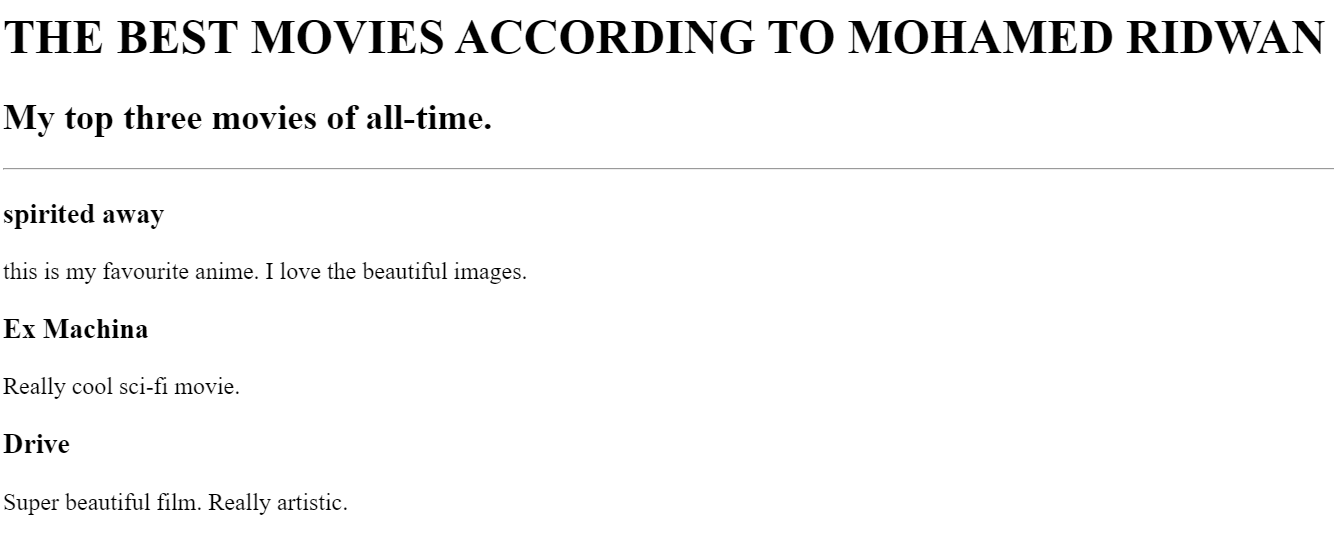 THE BEST MOVIES ACCORDING TO MOHAMED RIDWAN
My top three movies of all-time.
spirited away
this is my favourite anime. I love the beautiful images.
Ex Machina
Really cool sci-fi movie.
Drive
Super beautiful film. Really artistic.